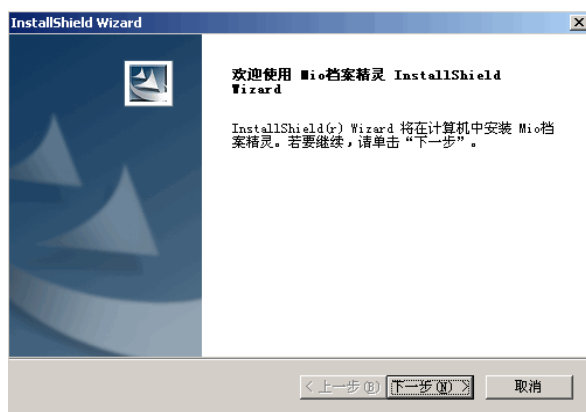 InstallShield Wizard
欢迎使用 Mio档案精灵 InstallShield
Wizard
InstallShield(r) Wizard 将在计算机中安装 Mio档
案精灵。若要继续，请单击“下一步”。
< 上一步(B) 下一步(N) > 取消